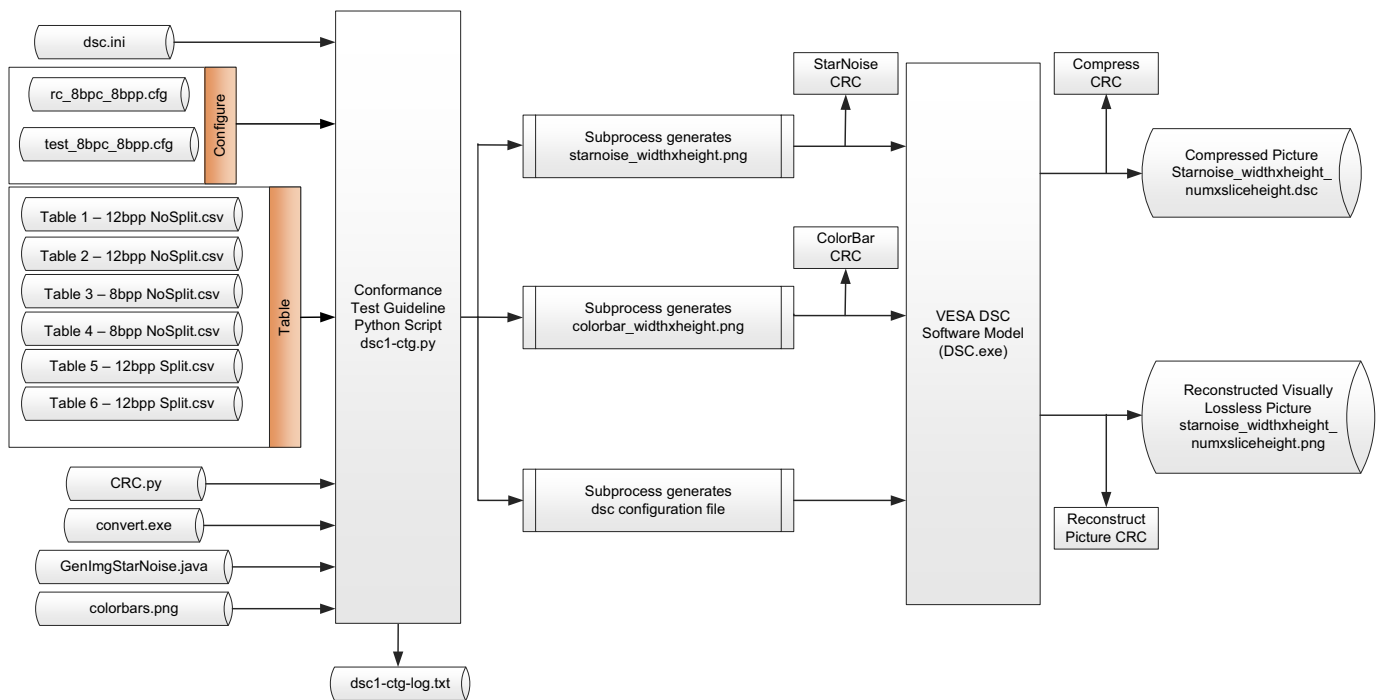 dsc.ini
rc_8bpc_8bpp.cfg
test_8bpc_8bpp.cfg
Configure
Table 1 – 12bpp NoSplit.csv
Table 2 – 12bpp NoSplit.csv
Table 3 – 8bpp NoSplit.csv
Table 4 – 8bpp NoSplit.csv
Table 5 – 12bpp Split.csv
Table 6 – 12bpp Split.csv
Table
CRC.py
convert.exe
GenImgStarNoise.java
colorbars.png
Conformance
Test Guideline
Python Script
dsc1-ctg.py
dsc1-ctg-log.txt
Subprocess generates
starnoise_widthxheight.png
StarNoise
CRC
Subprocess generates
colorbar_widthxheight.png
ColorBar
CRC
Subprocess generates
dsc configuration file
VESA DSC
Software Model
(DSC.exe)
Compress
CRC
Compressed Picture
Starnoise_widthxheight_
numxsliceheight.dsc
Reconstructed Visually
Lossless Picture
starnoise_widthxheight_
numxsliceheight.png
Reconstruct
Picture CRC